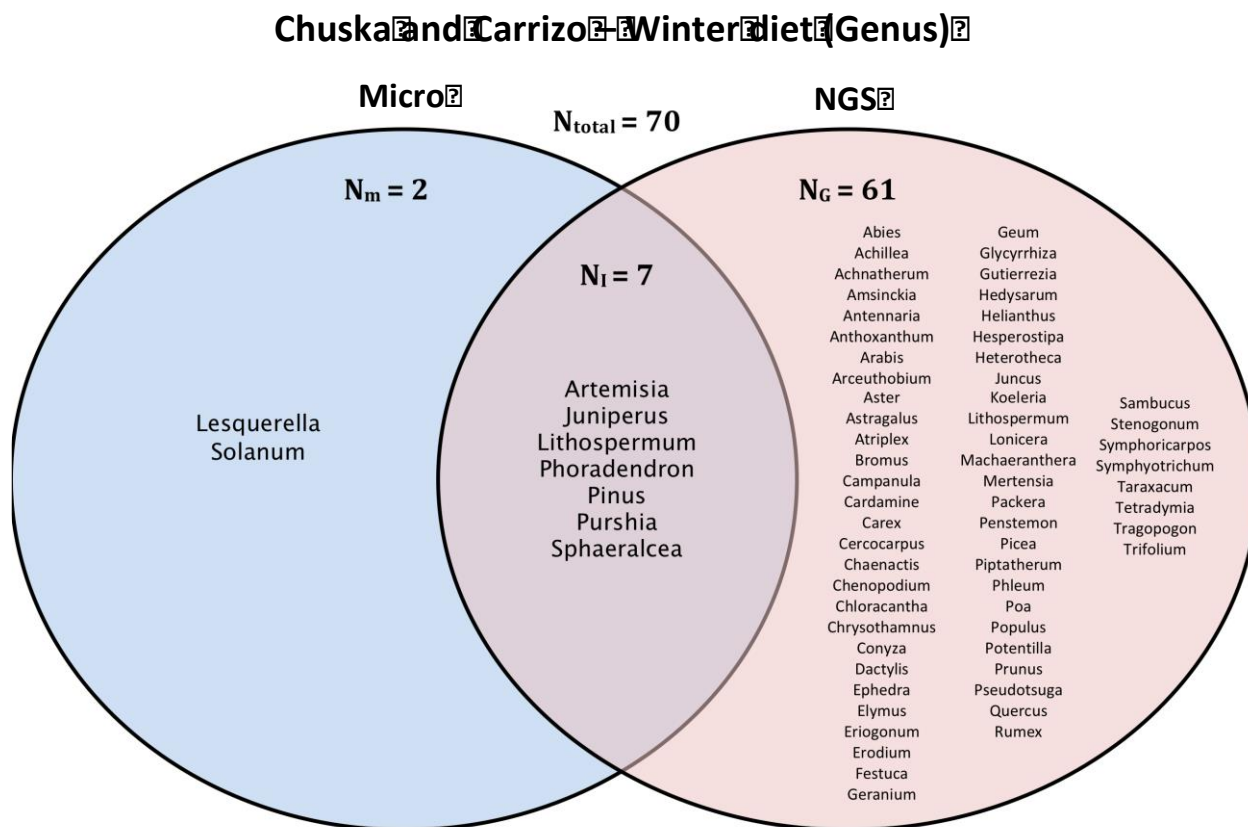 Chuska and Carrizo – Winter diet (Genus)
Micro
NGS
N_total = 70
N_m = 2
N_I = 7
N_G = 61
Lesquerella
Solanum
Artemisia
Juniperus
Lithospermum
Phoradendron
Pinus
Purshia
Sphaeralcea
Abies
Achillea
Achnatherum
Amsinckia
Antennaria
Anthoxanthum
Arabis
Arceuthobium
Aster
Astragalus
Atriplex
Bromus
Campanula
Cardamine
Carex
Cercocarpus
Chaenactis
Chenopodium
Chloracantha
Chrysothamnus
Conyza
Dactylis
Ephedra
Elymus
Eriogonum
Erodium
Festuca
Geranium
Geum
Glycyrrhiza
Gutierrezia
Hedysarum
Helianthus
Hesperostipa
Heterotheca
Juncus
Koeleria
Lithospermum
Lonicera
Machaeranthera
Mertensia
Packera
Penstemon
Picea
Piptatherum
Phleum
Poa
Populus
Potentilla
Prunus
Pseudotsuga
Quercus
Rumex
Sambucus
Stenogonum
Symphoricarpos
Symphyotrichum
Taraxacum
Tetradymia
Tragopogon
Trifolium